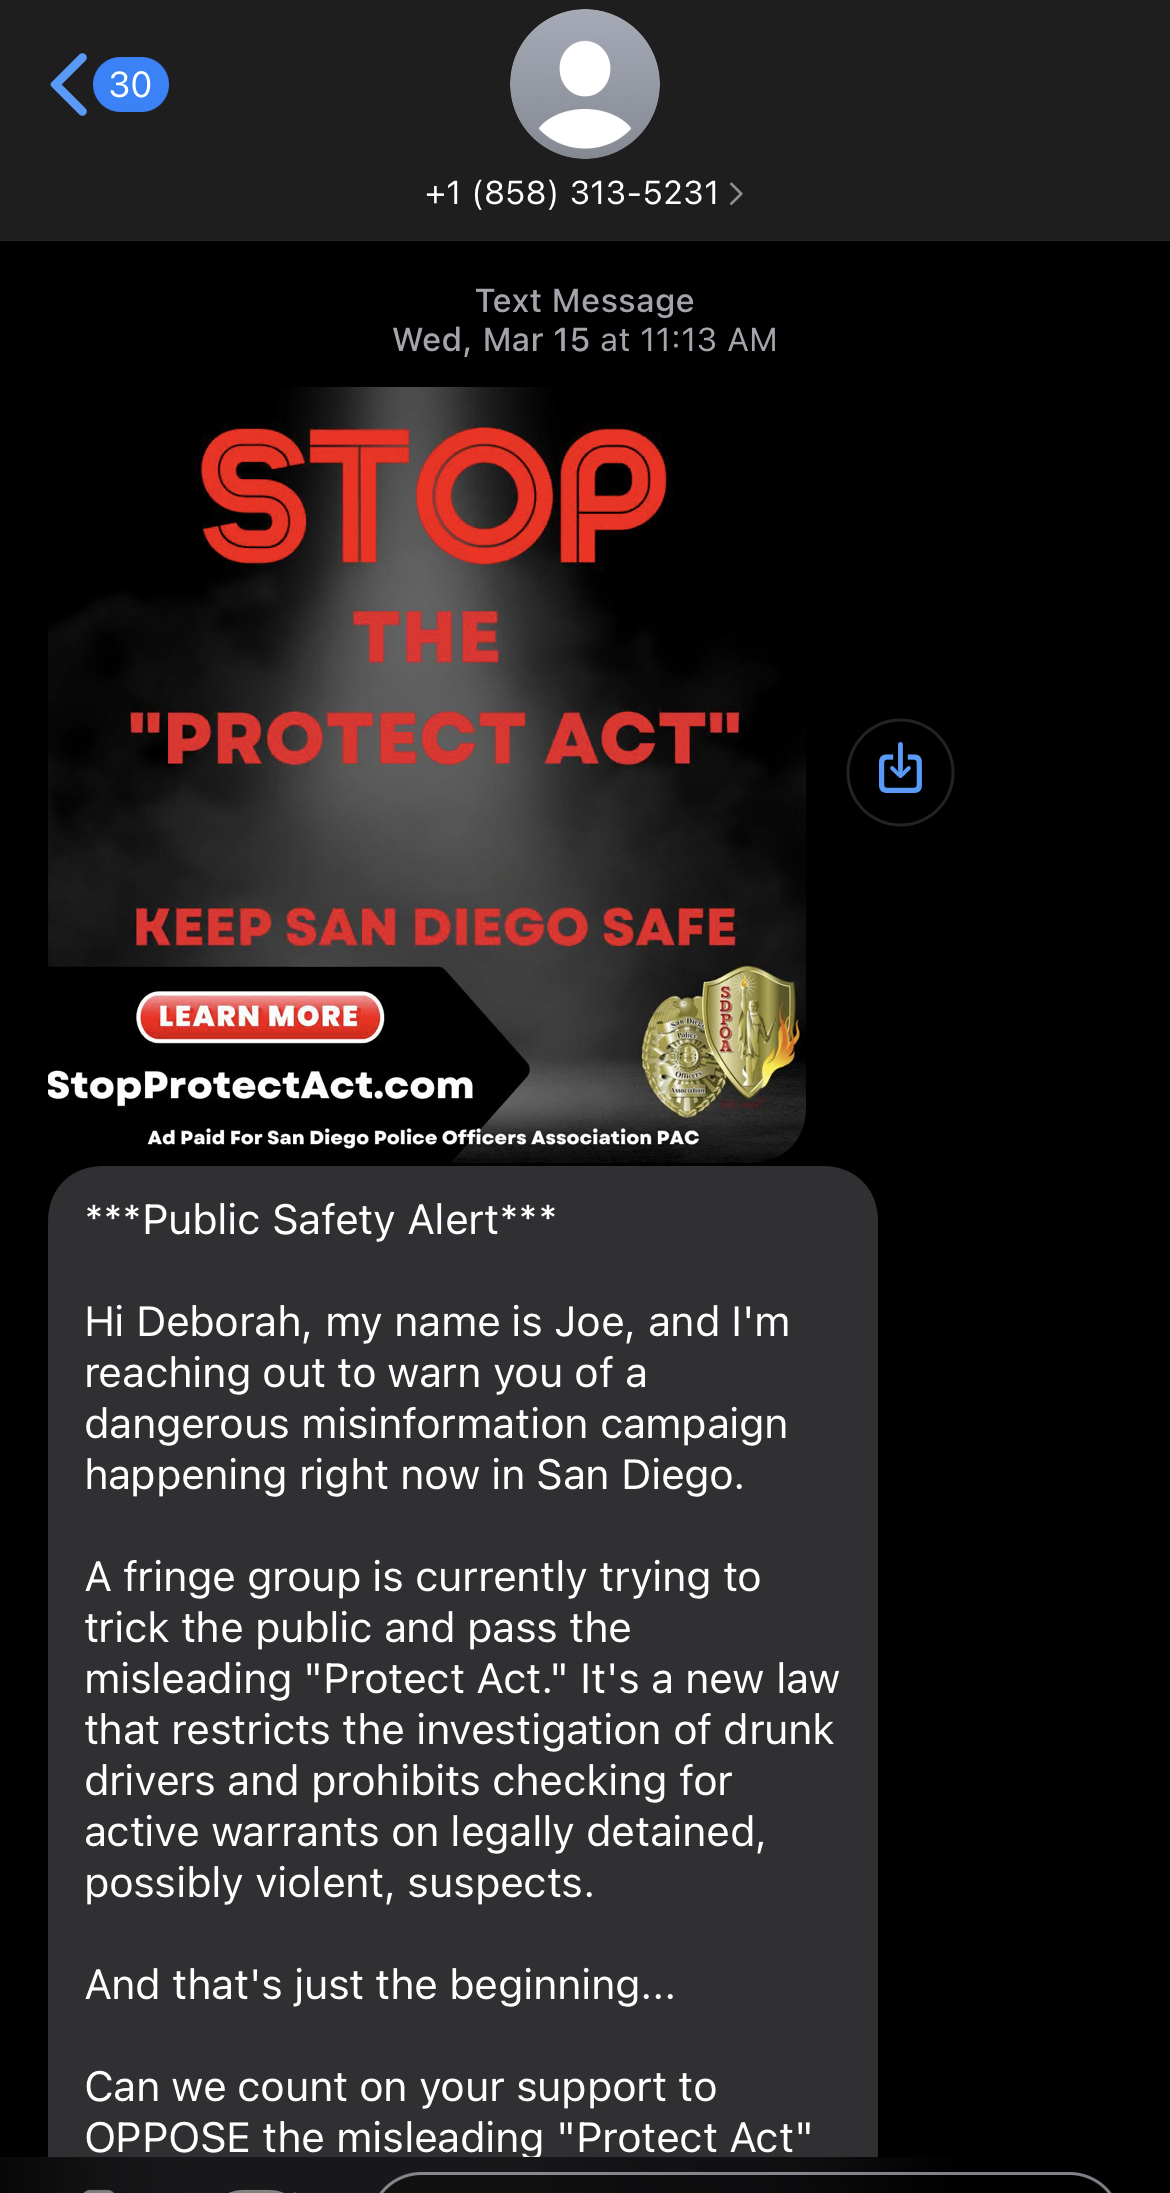 30
+1 (858) 313-5231
Text Message
Wed, Mar 15 at 11:13 AM
STOP
THE
"PROTECT ACT"
KEEP SAN DIEGO SAFE
LEARN MORE
StopProtectAct.com
San Diego
Police
Officers
Association
SDPOA
Ad Paid For San Diego Police Officers Association PAC
***Public Safety Alert***
Hi Deborah, my name is Joe, and I'm
reaching out to warn you of a
dangerous misinformation campaign
happening right now in San Diego.
A fringe group is currently trying to
trick the public and pass the
misleading "Protect Act." It's a new law
that restricts the investigation of drunk
drivers and prohibits checking for
active warrants on legally detained,
possibly violent, suspects.
And that's just the beginning...
Can we count on your support to
OPPOSE the misleading "Protect Act"